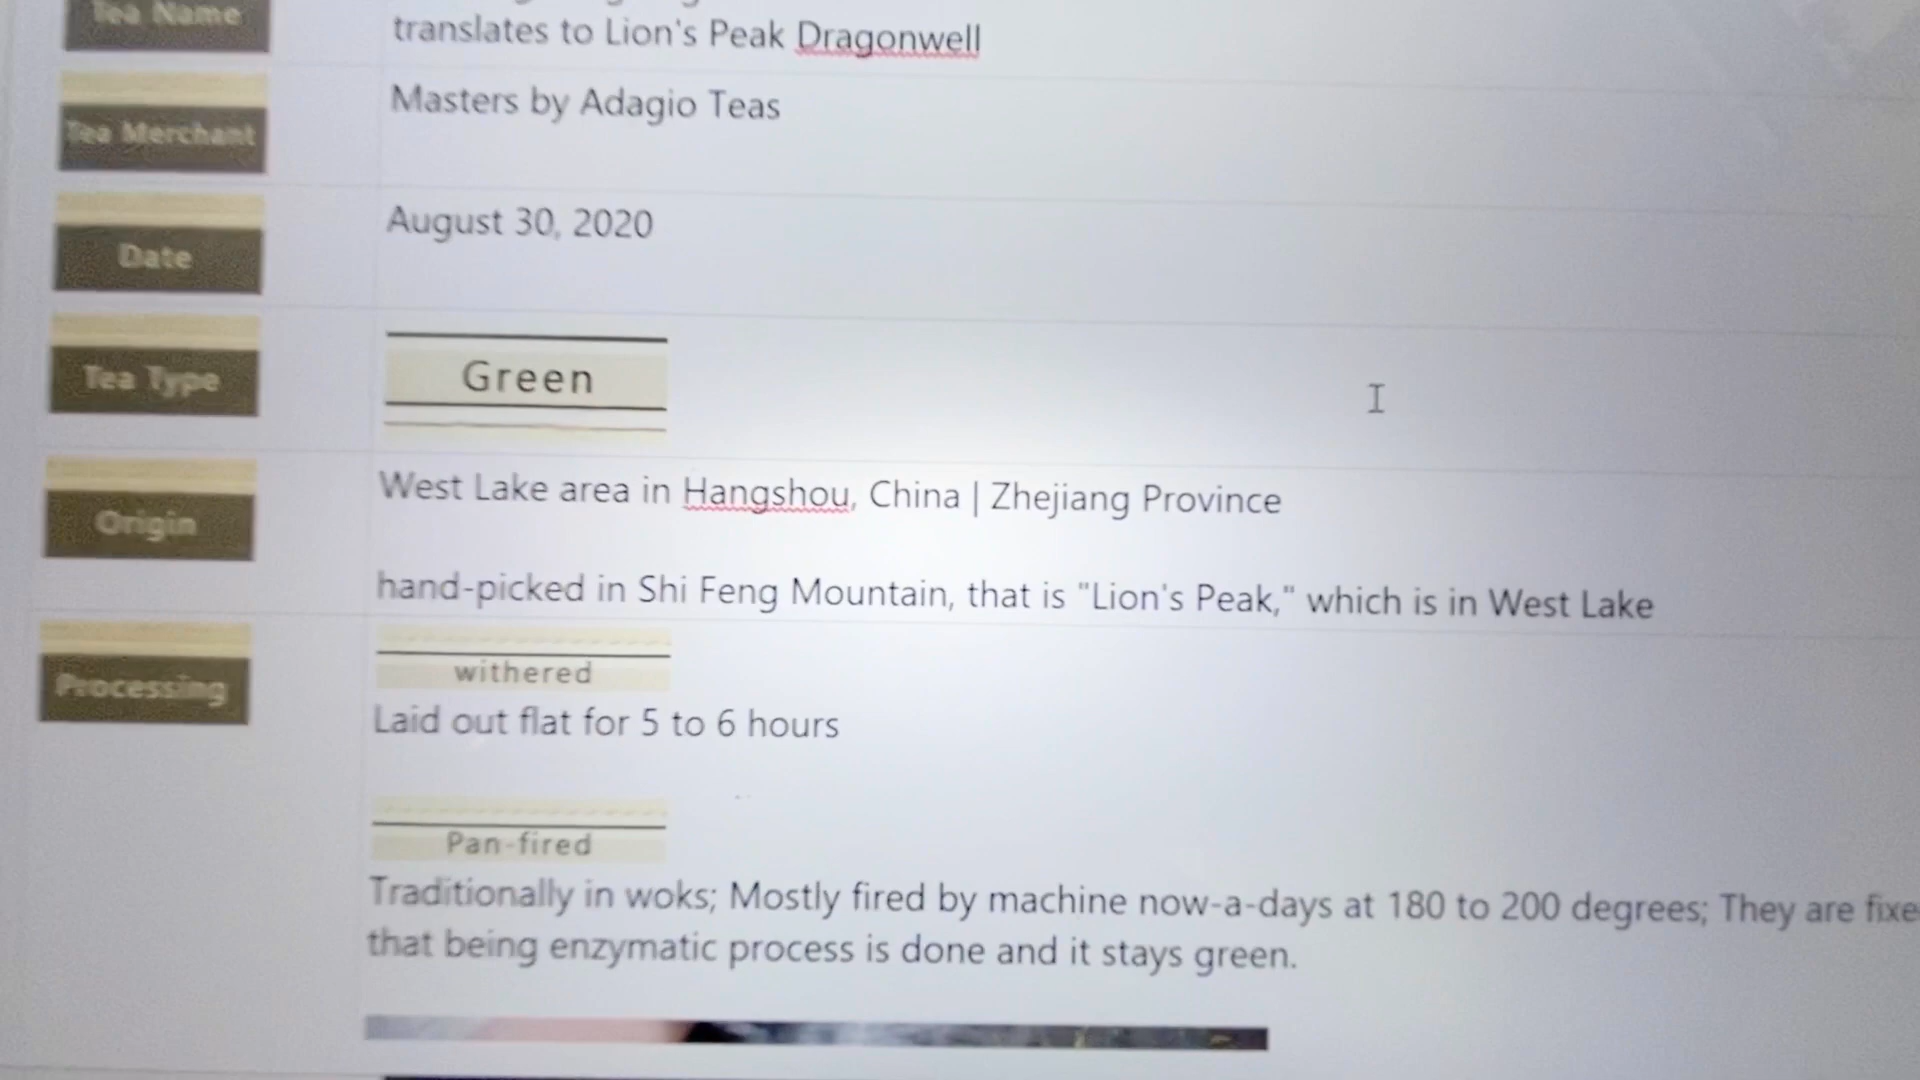 Tea Name
translates to Lion's Peak Dragonwell
Tea Merchant
Masters by Adagio Teas
Date
August 30, 2020
Tea Type
Green
Origin
West Lake area in Hangshou, China | Zhejiang Province
hand-picked in Shi Feng Mountain, that is "Lion's Peak," which is in West Lake
Processing
withered
Laid out flat for 5 to 6 hours
Pan-fired
Traditionally in woks; Mostly fired by machine now-a-days at 180 to 200 degrees; They are fixe
that being enzymatic process is done and it stays green.